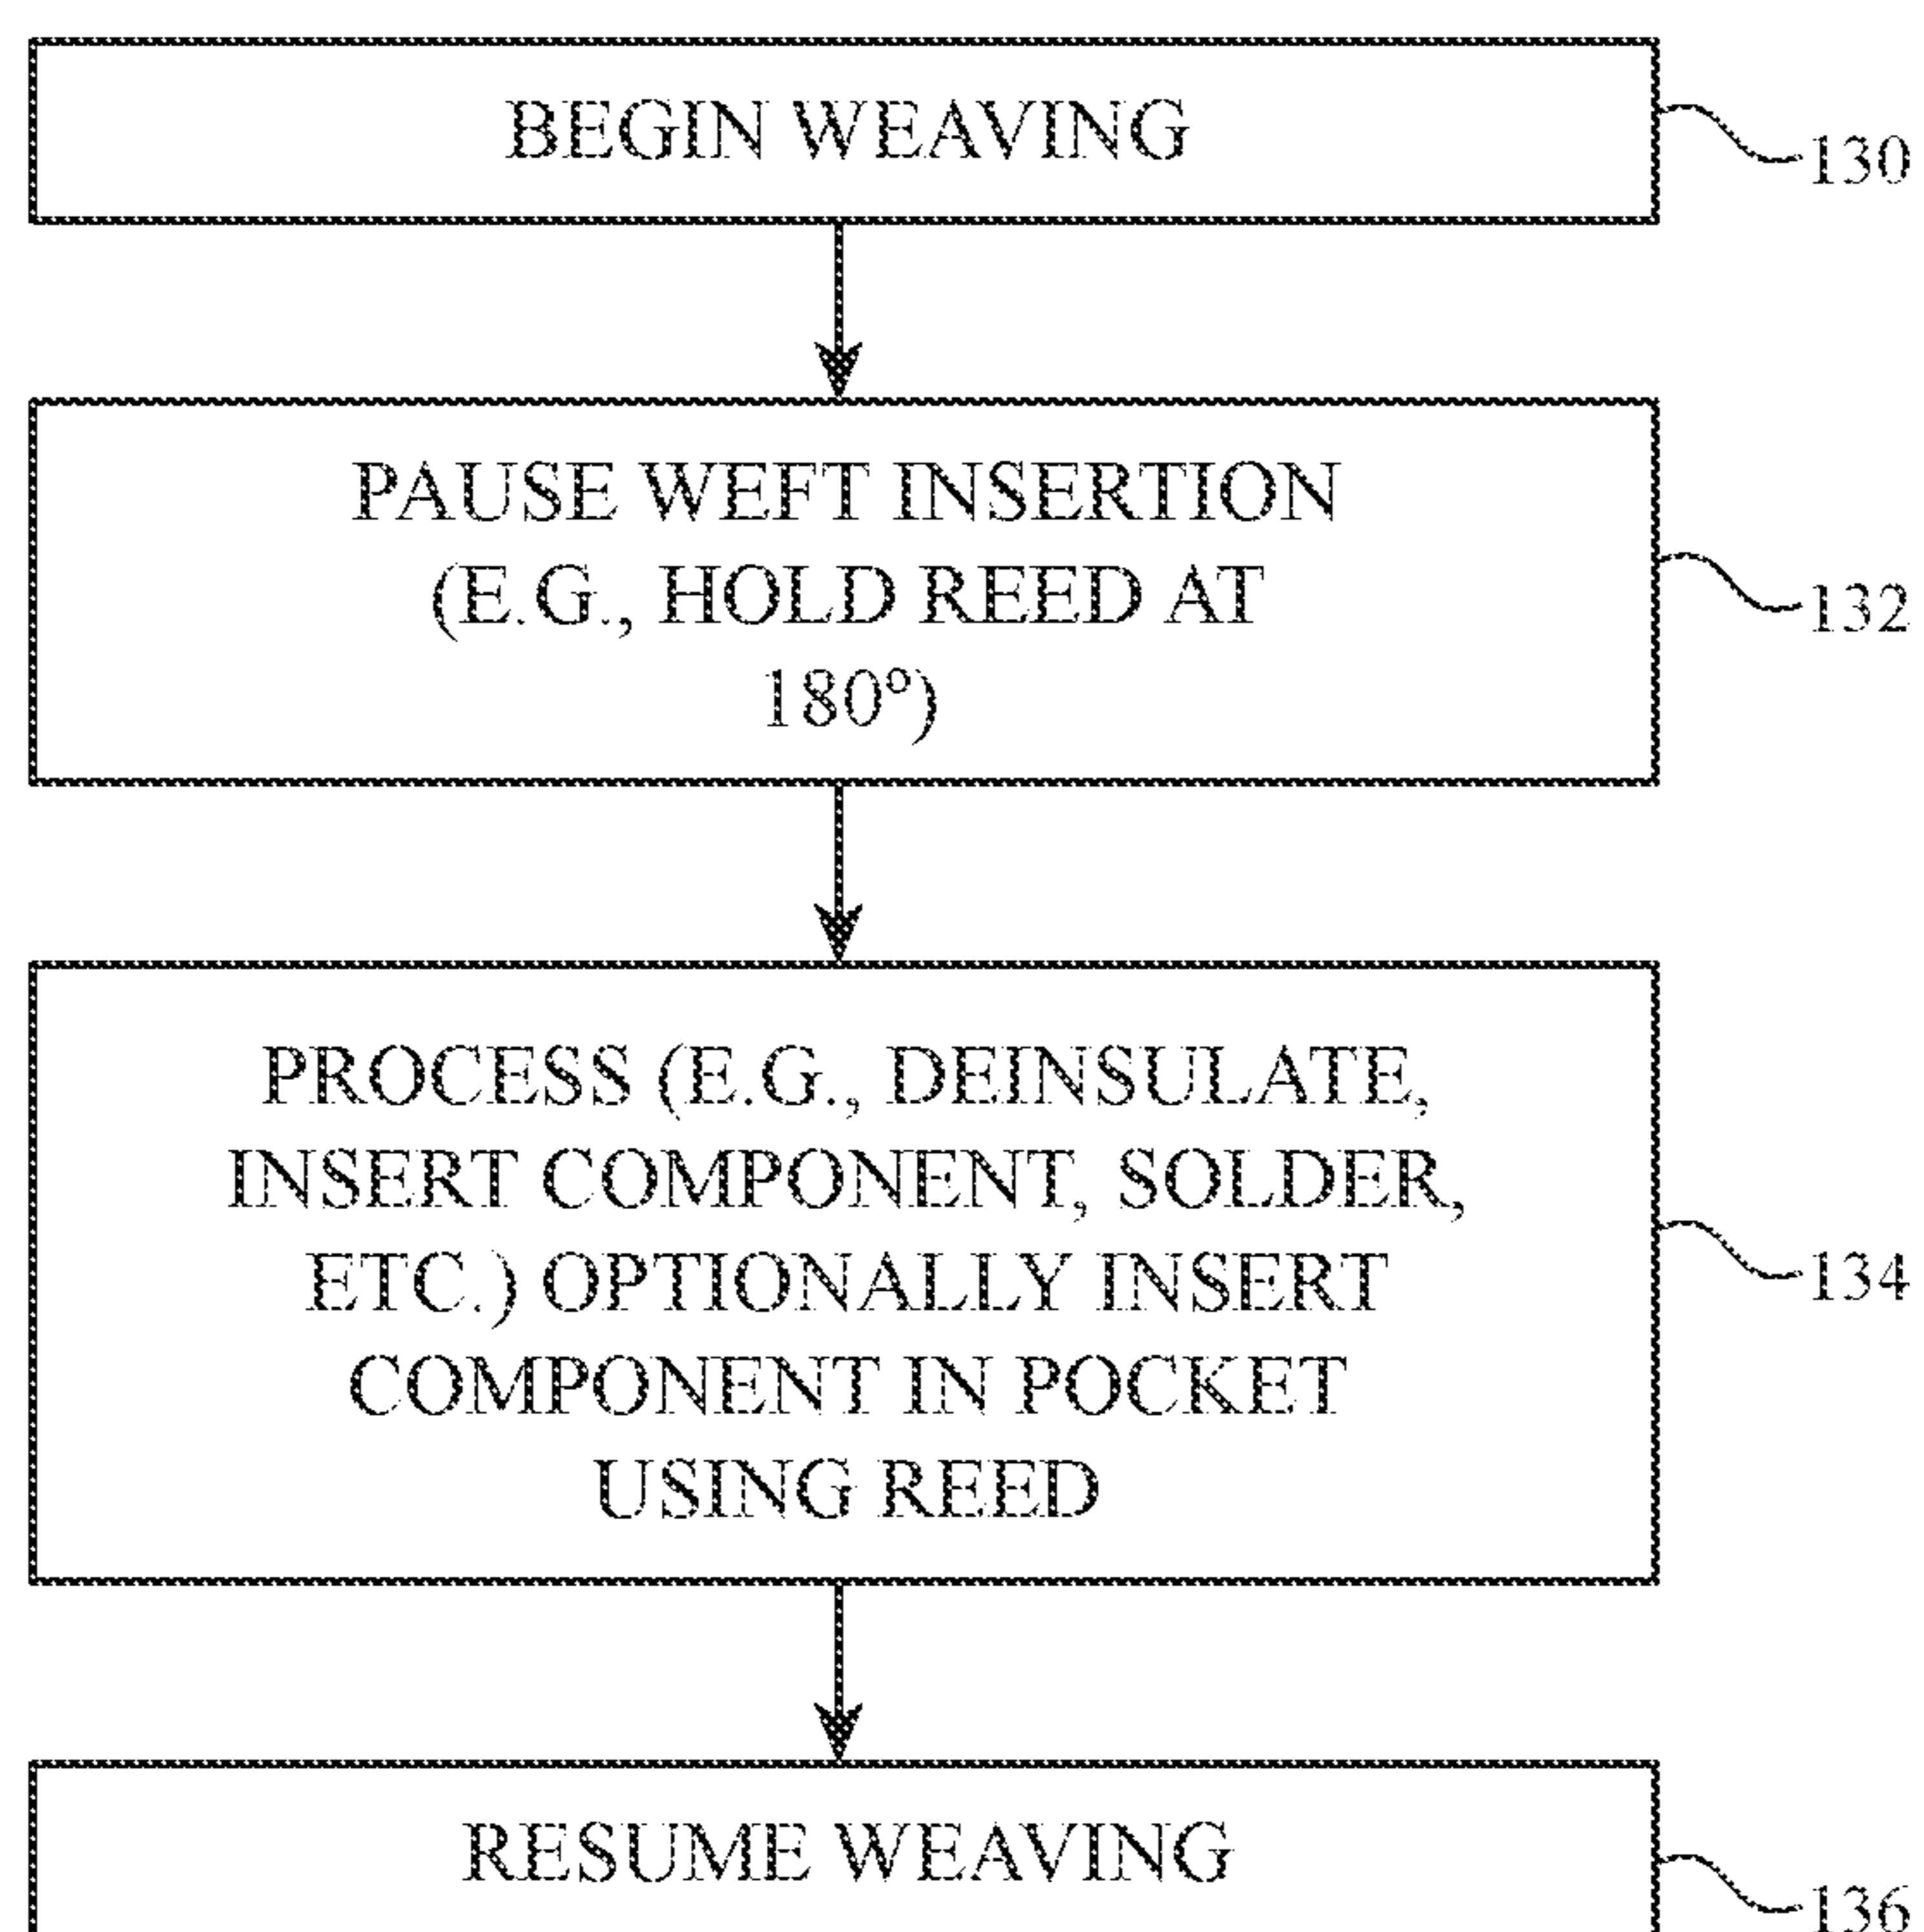 BEGIN WEAVING
130
PAUSE WEFT INSERTION
(E.G., HOLD REED AT
180º)
132
PROCESS (E.G., DEINSULATE,
INSERT COMPONENT, SOLDER,
ETC.) OPTIONALLY INSERT
COMPONENT IN POCKET
USING REED
134
RESUME WEAVING
136